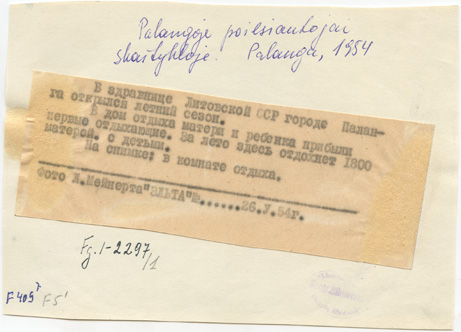 Palangoje poilsiautojai
skaitykloje. Palanga, 1954
В здравнице Литовской ССР городе Палан-
га открылся летний сезон.
В дом отдыха матери и ребенка прибыли
первые отдыхающие. За лето здесь отдохнет 1800
матерей с детьми.
На снимке: в комнате отдыха.
Фото Л.Мейнерта "ЭЛЬТА" 26.V.54г.
Fg.1-2297/1
F409 F51